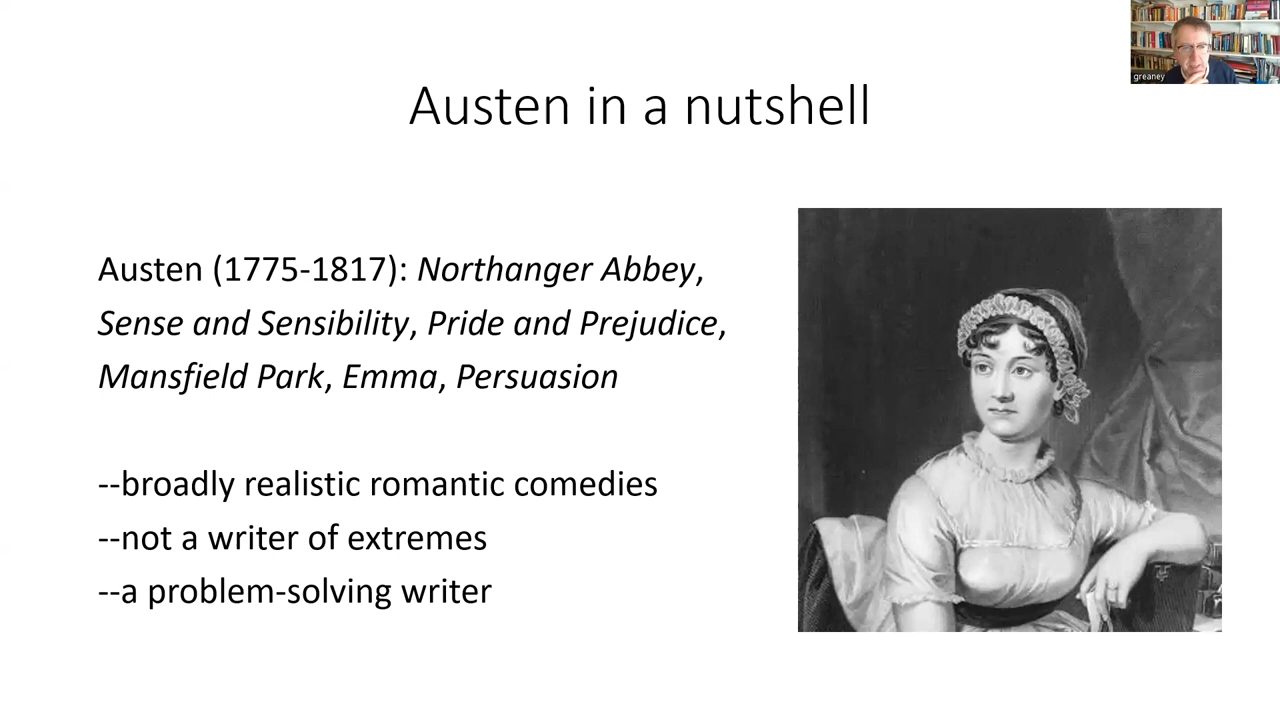 greaney
Austen in a nutshell
Austen (1775-1817): Northanger Abbey,
Sense and Sensibility, Pride and Prejudice,
Mansfield Park, Emma, Persuasion
--broadly realistic romantic comedies
--not a writer of extremes
--a problem-solving writer